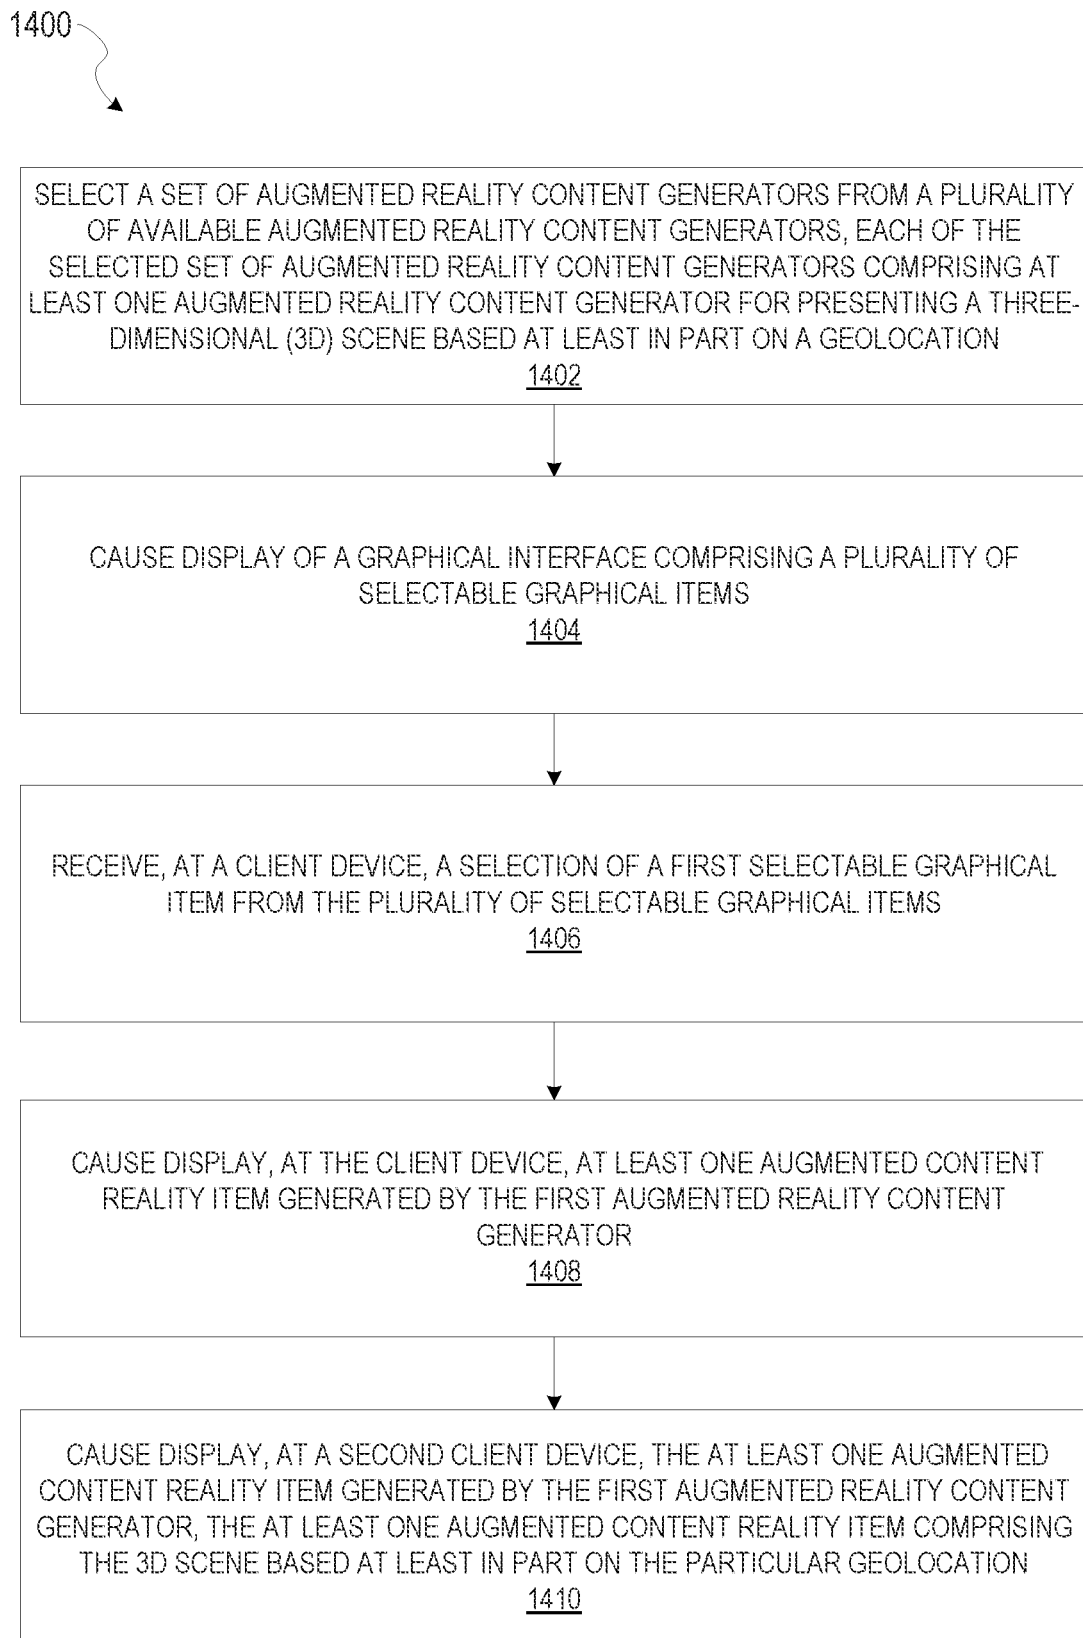 1400
SELECT A SET OF AUGMENTED REALITY CONTENT GENERATORS FROM A PLURALITY
OF AVAILABLE AUGMENTED REALITY CONTENT GENERATORS, EACH OF THE
SELECTED SET OF AUGMENTED REALITY CONTENT GENERATORS COMPRISING AT
LEAST ONE AUGMENTED REALITY CONTENT GENERATOR FOR PRESENTING A THREE-
DIMENSIONAL (3D) SCENE BASED AT LEAST IN PART ON A GEOLOCATION
1402
CAUSE DISPLAY OF A GRAPHICAL INTERFACE COMPRISING A PLURALITY OF
SELECTABLE GRAPHICAL ITEMS
1404
RECEIVE, AT A CLIENT DEVICE, A SELECTION OF A FIRST SELECTABLE GRAPHICAL
ITEM FROM THE PLURALITY OF SELECTABLE GRAPHICAL ITEMS
1406
CAUSE DISPLAY, AT THE CLIENT DEVICE, AT LEAST ONE AUGMENTED CONTENT
REALITY ITEM GENERATED BY THE FIRST AUGMENTED REALITY CONTENT
GENERATOR
1408
CAUSE DISPLAY, AT A SECOND CLIENT DEVICE, THE AT LEAST ONE AUGMENTED
CONTENT REALITY ITEM GENERATED BY THE FIRST AUGMENTED REALITY CONTENT
GENERATOR, THE AT LEAST ONE AUGMENTED CONTENT REALITY ITEM COMPRISING
THE 3D SCENE BASED AT LEAST IN PART ON THE PARTICULAR GEOLOCATION
1410